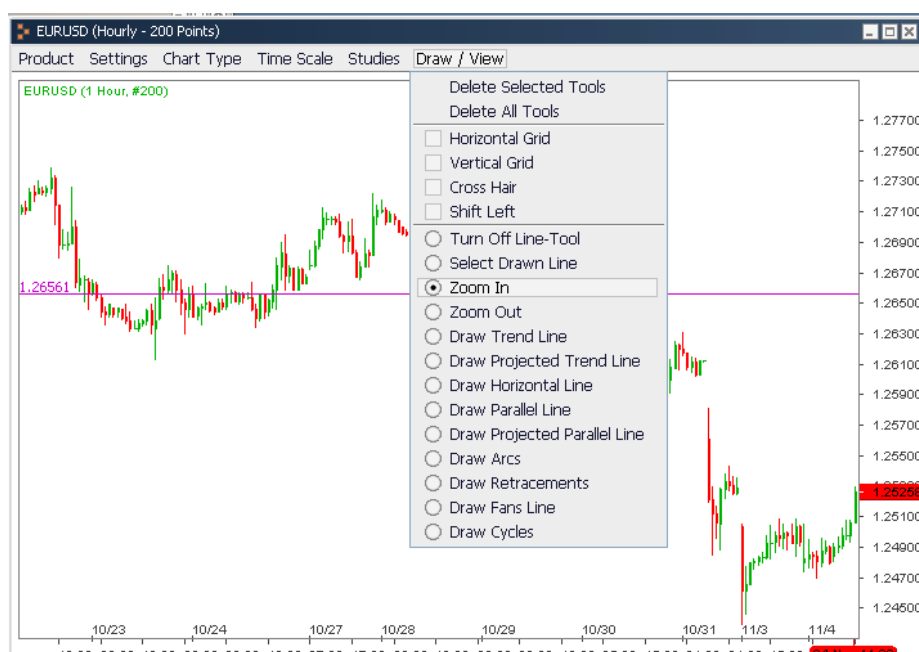 EURUSD (Hourly - 200 Points)
Product Settings Chart Type Time Scale Studies Draw / View
EURUSD (1 Hour, #200)
Delete Selected Tools
Delete All Tools
Horizontal Grid
Vertical Grid
Cross Hair
Shift Left
Turn Off Line-Tool
Select Drawn Line
Zoom In
Zoom Out
Draw Trend Line
Draw Projected Trend Line
Draw Horizontal Line
Draw Parallel Line
Draw Projected Parallel Line
Draw Arcs
Draw Retracements
Draw Fans Line
Draw Cycles
1.26561
1.27700
1.27500
1.27300
1.27100
1.26900
1.26700
1.26500
1.26300
1.26100
1.25900
1.25700
1.25500
1.25100
1.24900
1.24700
1.24500
10/23 10/24 10/27 10/28 10/29 10/30 10/31 11/3 11/4